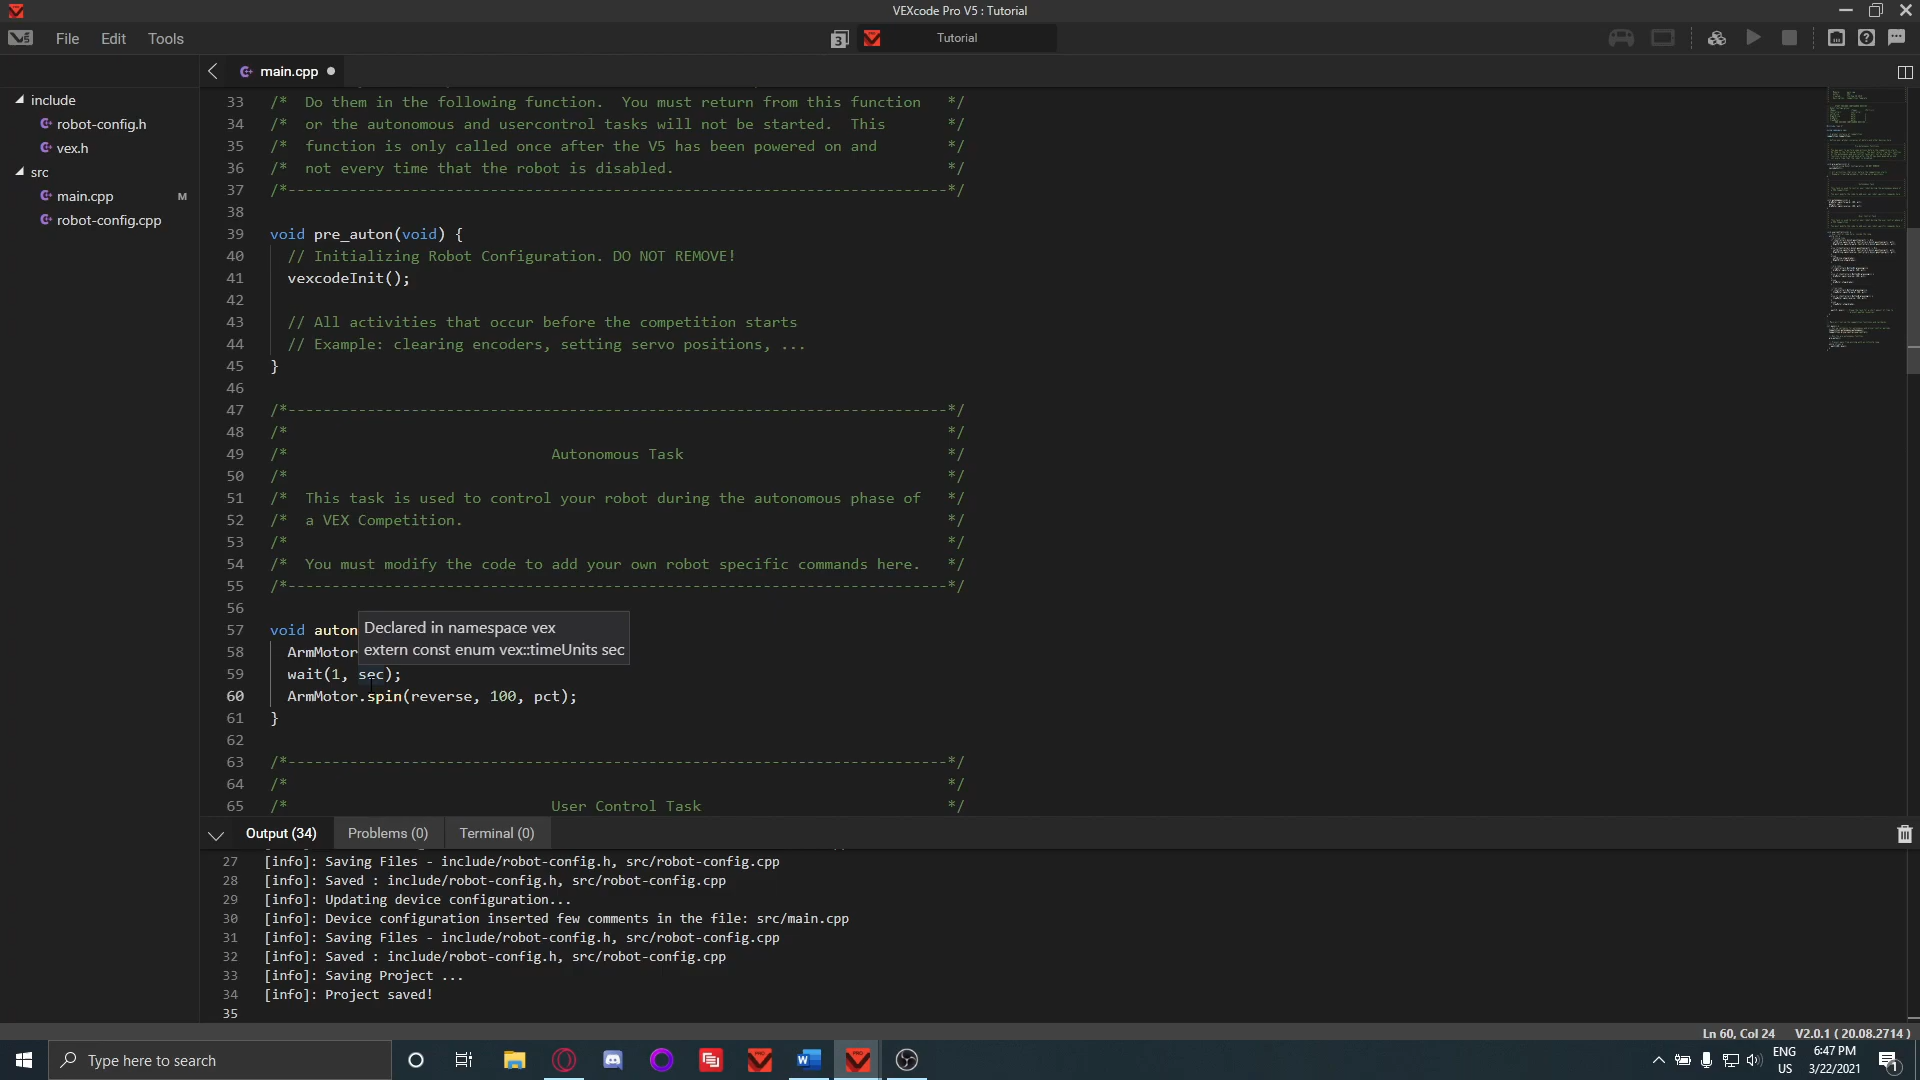 VEXcode Pro V5 : Tutorial
File Edit Tools
3 Tutorial
main.cpp
include
robot-config.h
vex.h
src
main.cpp M
robot-config.cpp
33 /* Do them in the following function. You must return from this function */
34 /* or the autonomous and usercontrol tasks will not be started. This */
35 /* function is only called once after the V5 has been powered on and */
36 /* not every time that the robot is disabled. */
37 /*---------------------------------------------------------------------------*/
38
39 void pre_auton(void) {
40 // Initializing Robot Configuration. DO NOT REMOVE!
41 vexcodeInit();
42
43 // All activities that occur before the competition starts
44 // Example: clearing encoders, setting servo positions, ...
45 }
46
47 /*---------------------------------------------------------------------------*/
48 /* */
49 /* Autonomous Task */
50 /* */
51 /* This task is used to control your robot during the autonomous phase of */
52 /* a VEX Competition. */
53 /* */
54 /* You must modify the code to add your own robot specific commands here. */
55 /*---------------------------------------------------------------------------*/
56
57 void auton
Declared in namespace vex
extern const enum vex::timeUnits sec
58 ArmMotor
59 wait(1, sec);
60 ArmMotor.spin(reverse, 100, pct);
61 }
62
63 /*---------------------------------------------------------------------------*/
64 /* */
65 /* User Control Task */
Output (34) Problems (0) Terminal (0)
27 [info]: Saving Files - include/robot-config.h, src/robot-config.cpp
28 [info]: Saved : include/robot-config.h, src/robot-config.cpp
29 [info]: Updating device configuration...
30 [info]: Device configuration inserted few comments in the file: src/main.cpp
31 [info]: Saving Files - include/robot-config.h, src/robot-config.cpp
32 [info]: Saved : include/robot-config.h, src/robot-config.cpp
33 [info]: Saving Project ...
34 [info]: Project saved!
35
Ln 60, Col 24 V2.0.1 ( 20.08.2714 )
Type here to search
ENG
US
6:47 PM
3/22/2021
1